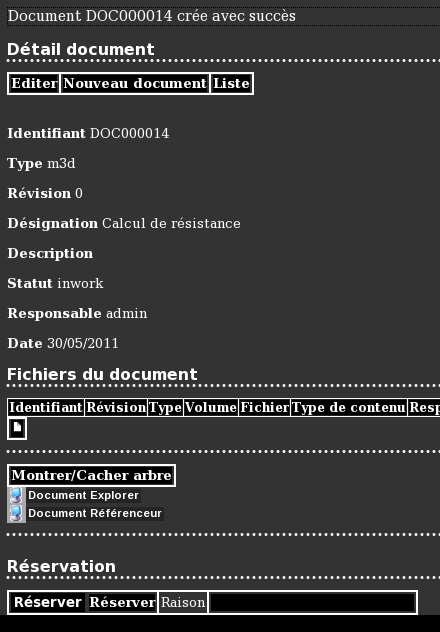 Document DOC000014 crée avec succès
Détail document
Editer Nouveau document Liste
Identifiant DOC000014
Type m3d
Révision 0
Désignation Calcul de résistance
Description
Statut inwork
Responsable admin
Date 30/05/2011
Fichiers du document
Identifiant Révision Type Volume Fichier Type de contenu Resp
Montrer/Cacher arbre
Document Explorer
Document Référenceur
Réservation
Réserver Réserver Raison